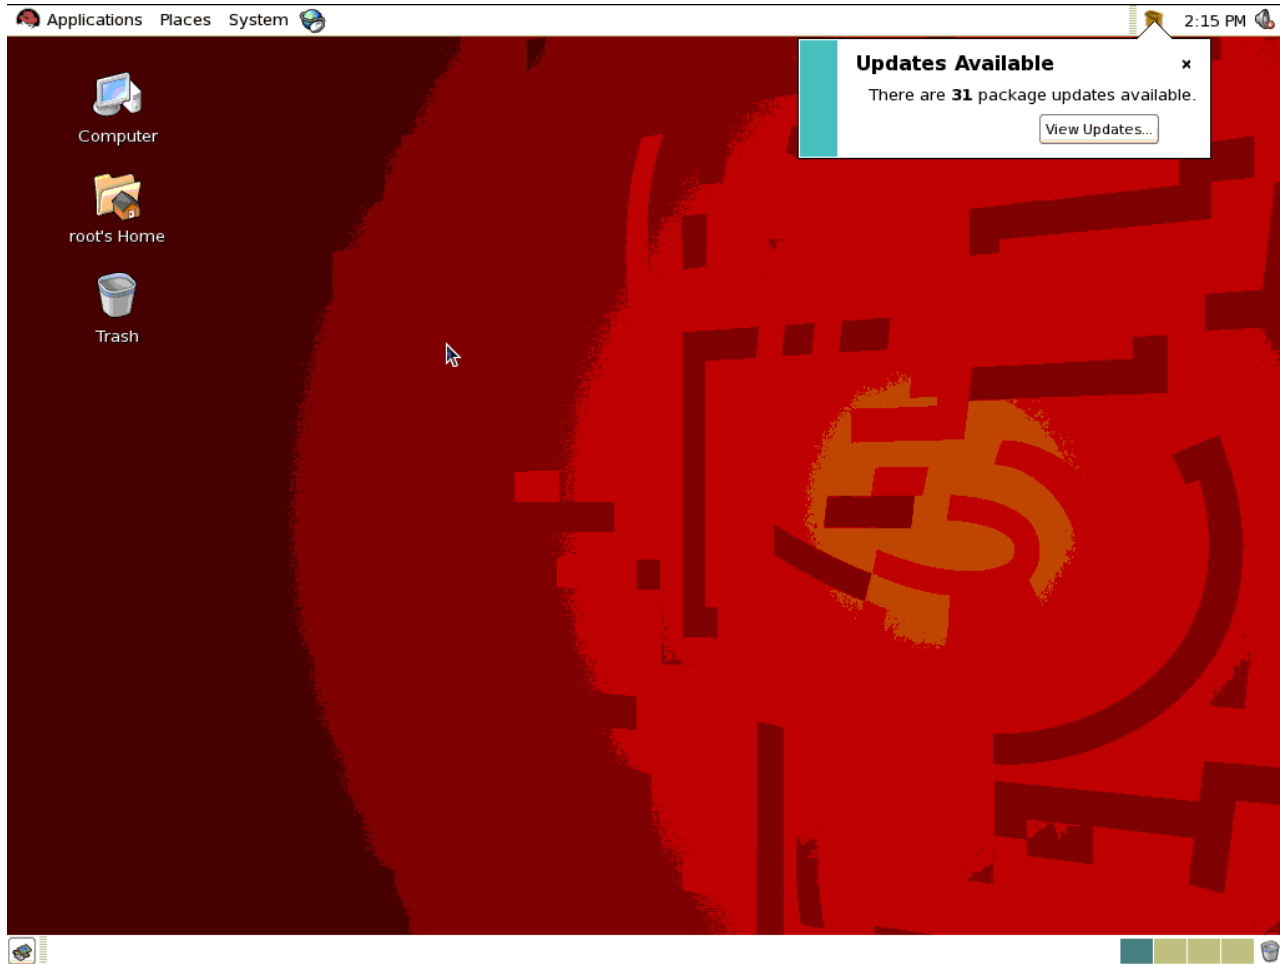 Applications Places System
2:15 PM
Updates Available
There are 31 package updates available.
View Updates...
Computer
root's Home
Trash